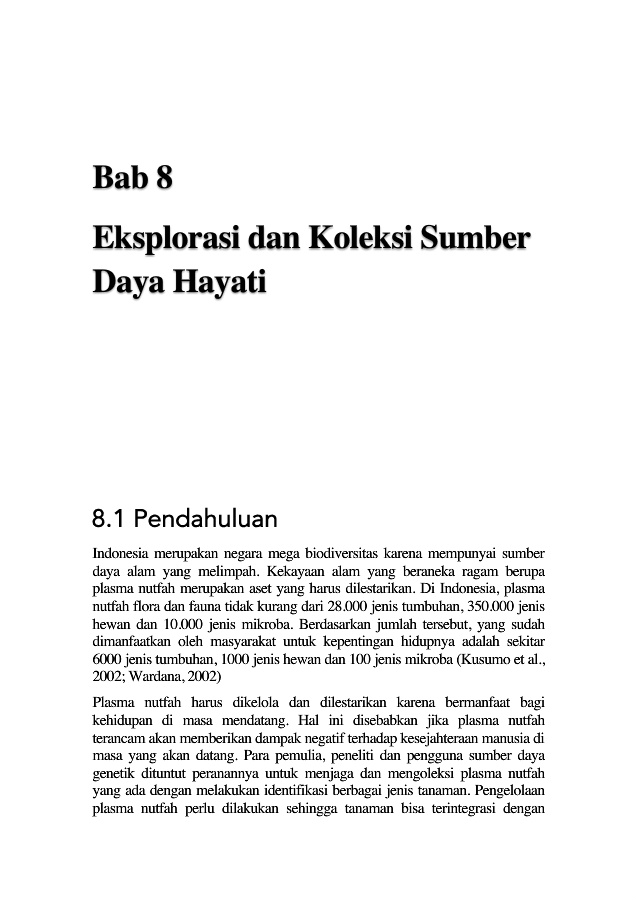 Bab 8
Eksplorasi dan Koleksi Sumber
Daya Hayati
8.1 Pendahuluan
Indonesia merupakan negara mega biodiversitas karena mempunyai sumber
daya alam yang melimpah. Kekayaan alam yang beraneka ragam berupa
plasma nutfah merupakan aset yang harus dilestarikan. Di Indonesia, plasma
nutfah flora dan fauna tidak kurang dari 28.000 jenis tumbuhan, 350.000 jenis
hewan dan 10.000 jenis mikroba. Berdasarkan jumlah tersebut, yang sudah
dimanfaatkan oleh masyarakat untuk kepentingan hidupnya adalah sekitar
6000 jenis tumbuhan, 1000 jenis hewan dan 100 jenis mikroba (Kusumo et al.,
2002; Wardana, 2002)
Plasma nutfah harus dikelola dan dilestarikan karena bermanfaat bagi
kehidupan di masa mendatang. Hal ini disebabkan jika plasma nutfah
terancam akan memberikan dampak negatif terhadap kesejahteraan manusia di
masa yang akan datang. Para pemulia, peneliti dan pengguna sumber daya
genetik dituntut peranannya untuk menjaga dan mengoleksi plasma nutfah
yang ada dengan melakukan identifikasi berbagai jenis tanaman. Pengelolaan
plasma nutfah perlu dilakukan sehingga tanaman bisa terintegrasi dengan